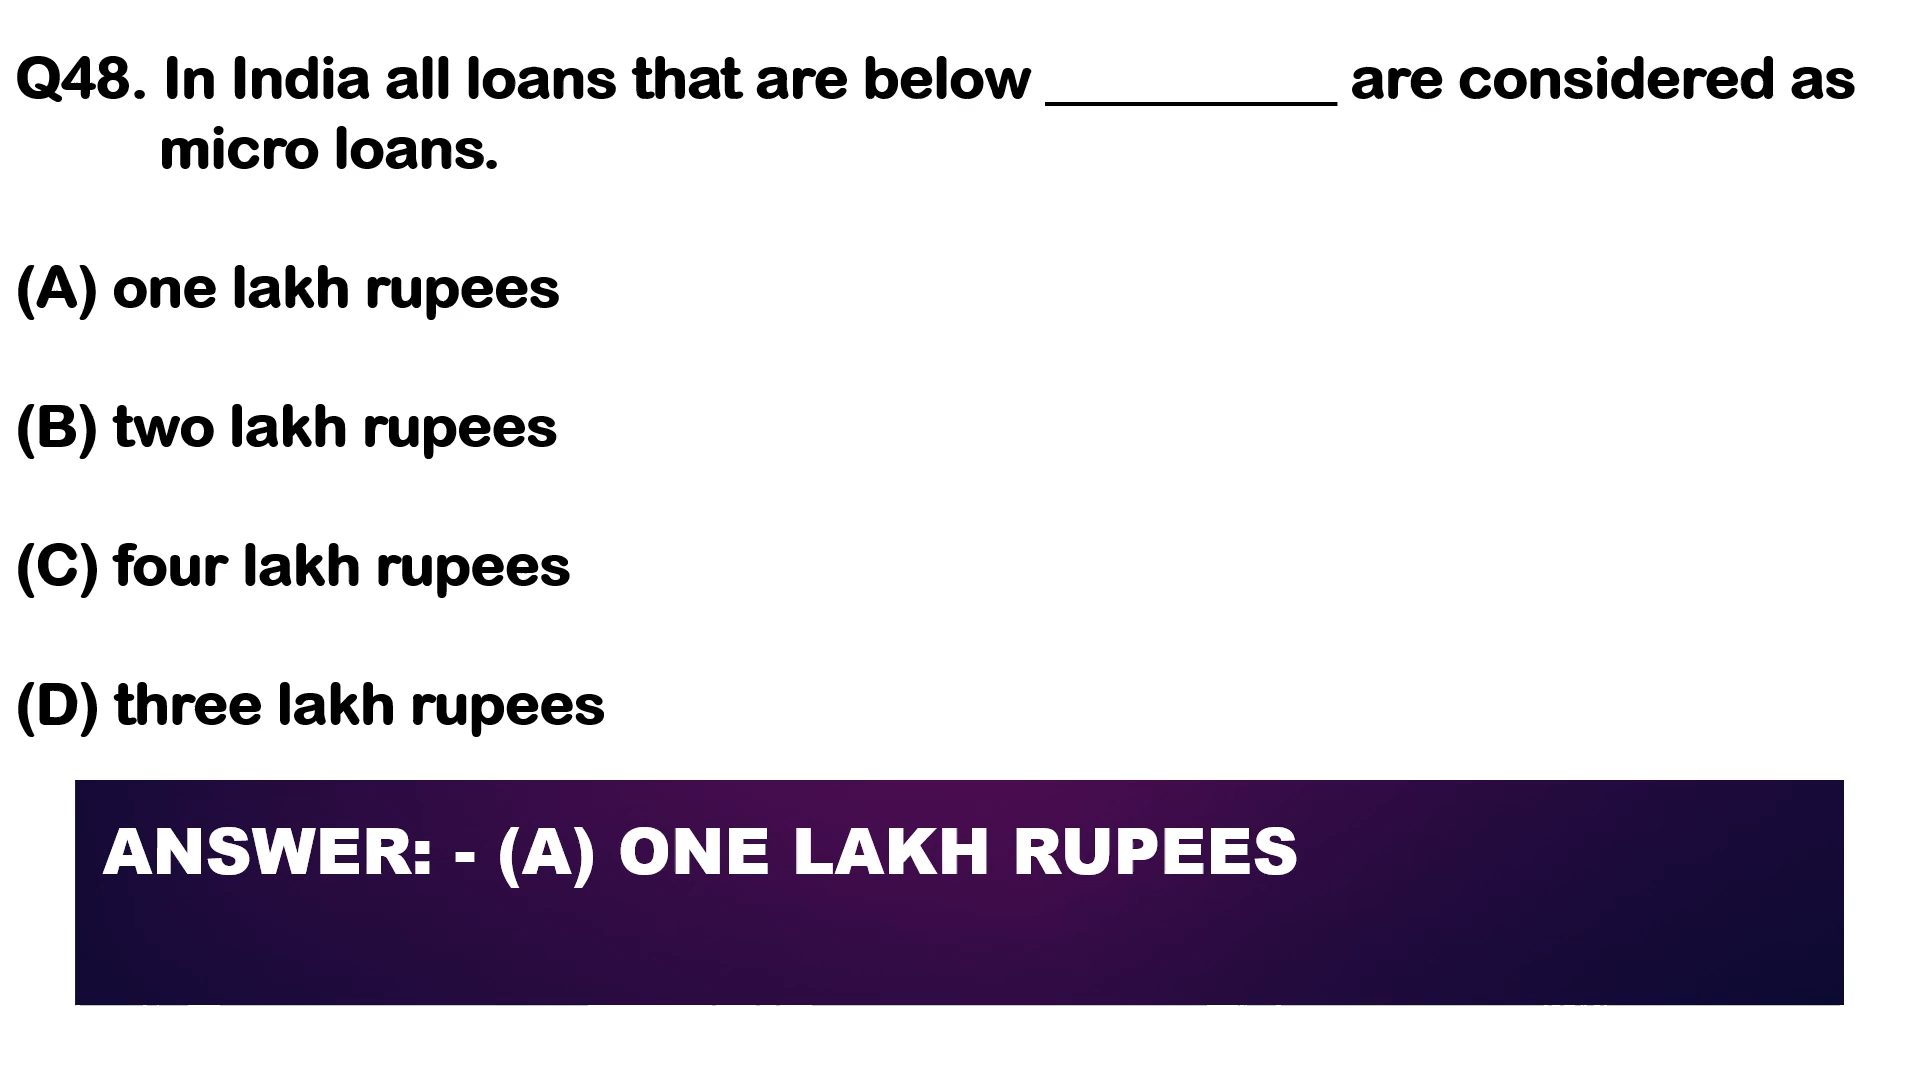 Q48. In India all loans that are below __________ are considered as
micro loans.
(A) one lakh rupees
(B) two lakh rupees
(C) four lakh rupees
(D) three lakh rupees
ANSWER: - (A) ONE LAKH RUPEES